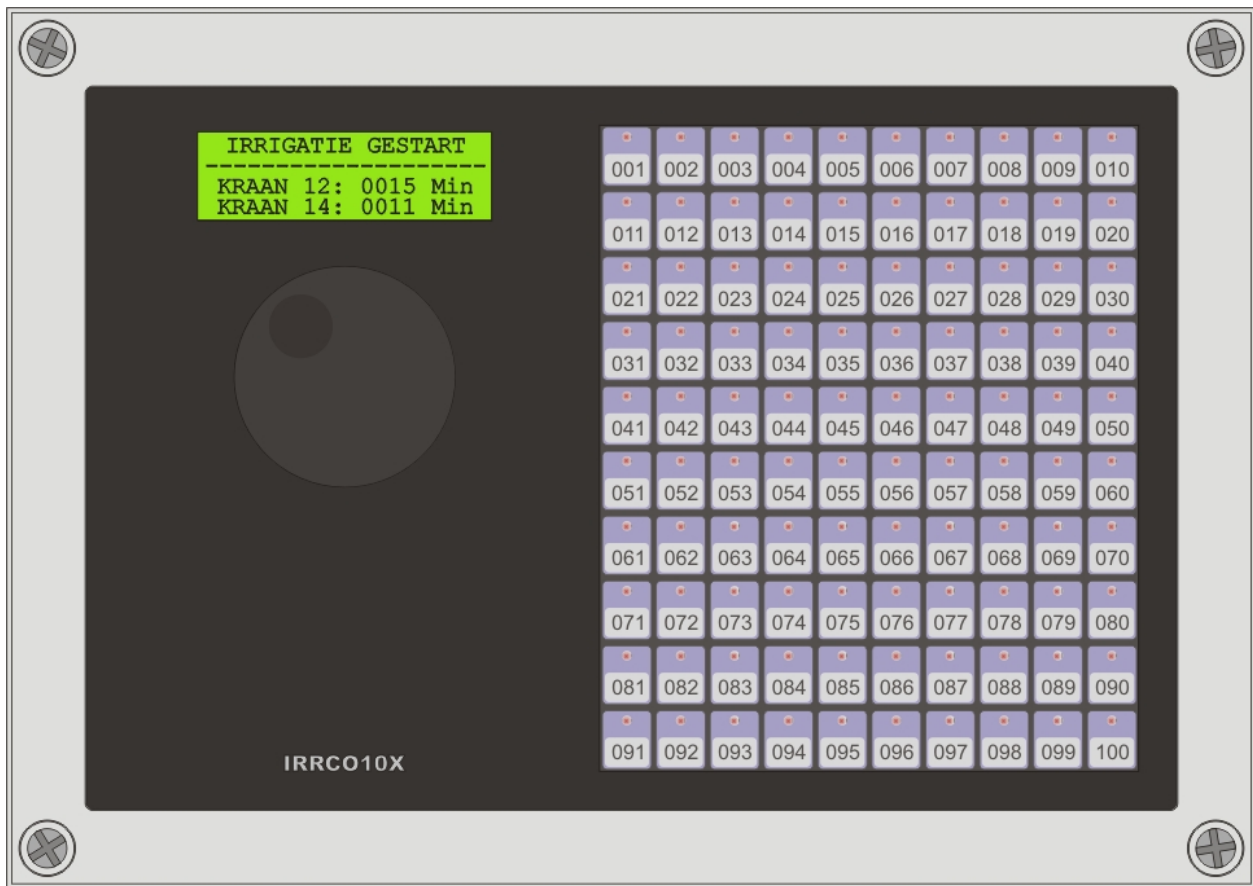 IRRIGATIE GESTART
--------------------
KRAAN 12: 0015 Min
KRAAN 14: 0011 Min
001 002 003 004 005 006 007 008 009 010
011 012 013 014 015 016 017 018 019 020
021 022 023 024 025 026 027 028 029 030
031 032 033 034 035 036 037 038 039 040
041 042 043 044 045 046 047 048 049 050
051 052 053 054 055 056 057 058 059 060
061 062 063 064 065 066 067 068 069 070
071 072 073 074 075 076 077 078 079 080
081 082 083 084 085 086 087 088 089 090
091 092 093 094 095 096 097 098 099 100
IRRCO10X